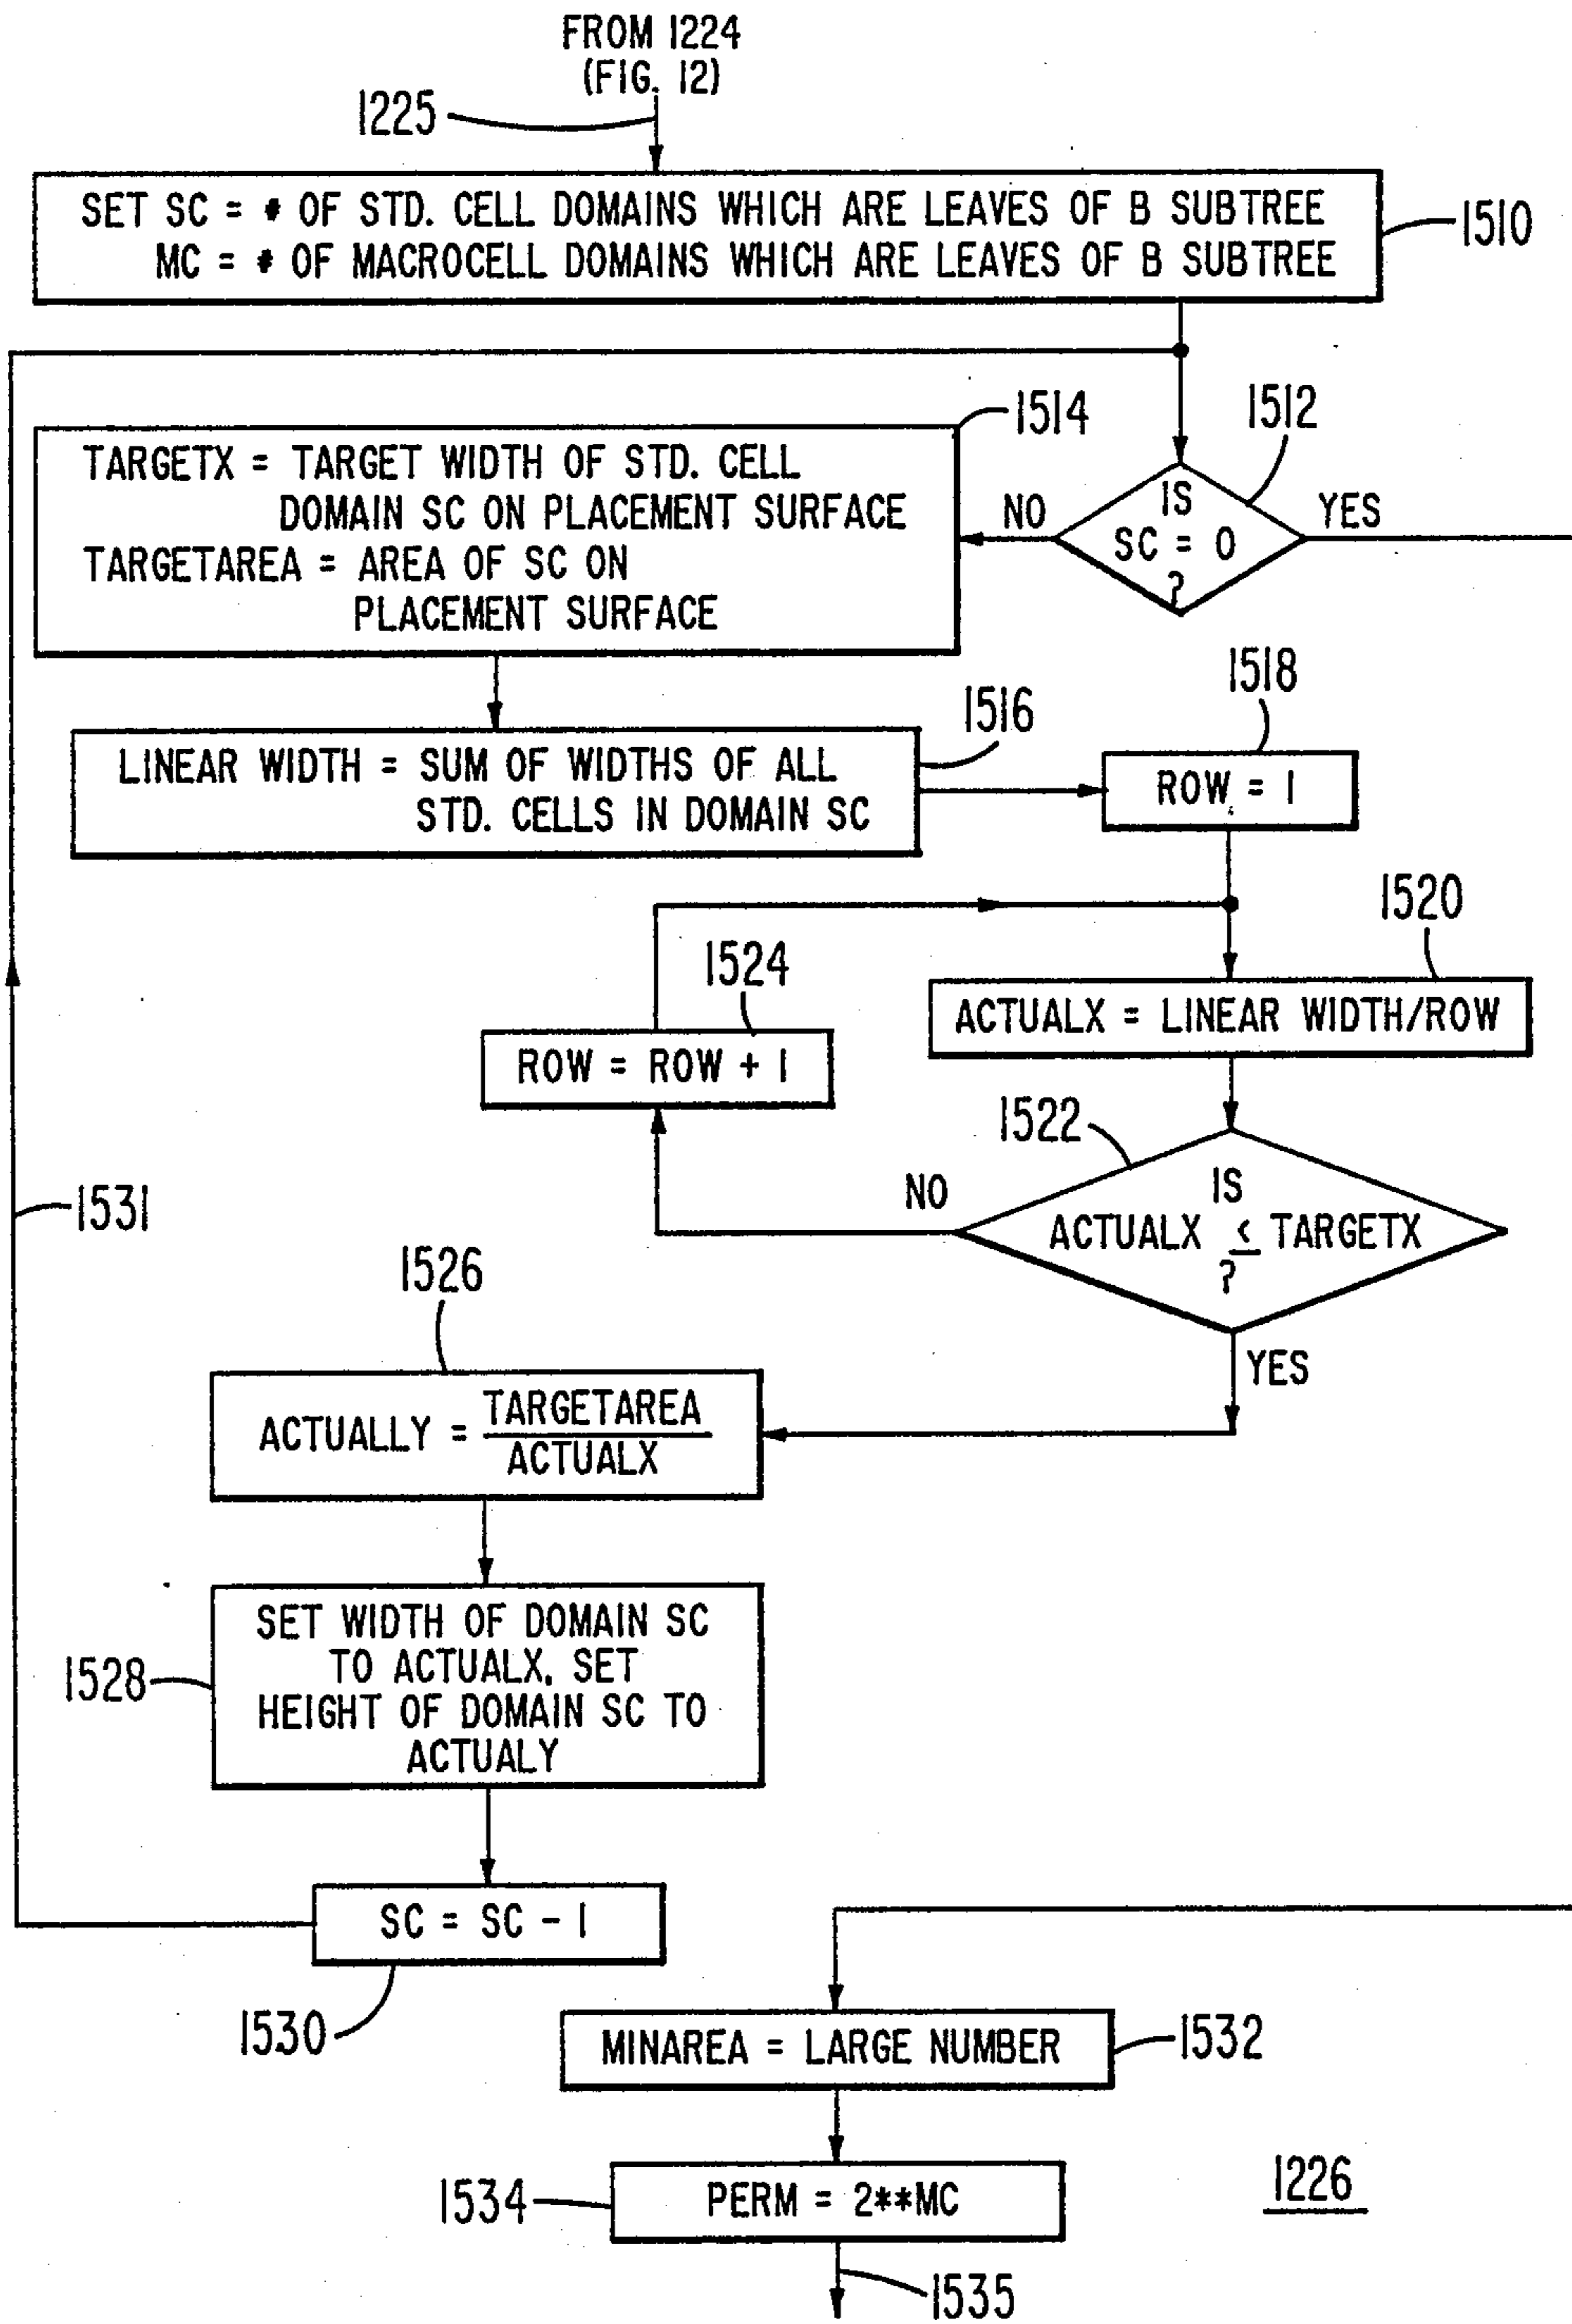 FROM 1224
(FIG. 12)
1225
SET SC = # OF STD. CELL DOMAINS WHICH ARE LEAVES OF B SUBTREE
MC = # OF MACROCELL DOMAINS WHICH ARE LEAVES OF B SUBTREE
1510
1514
1512
TARGETX = TARGET WIDTH OF STD. CELL
DOMAIN SC ON PLACEMENT SURFACE
TARGETAREA = AREA OF SC ON
PLACEMENT SURFACE
NO
IS
SC = 0
?
YES
1518
1516
LINEAR WIDTH = SUM OF WIDTHS OF ALL
STD. CELLS IN DOMAIN SC
ROW = 1
1520
1524
ACTUALX = LINEAR WIDTH/ROW
ROW = ROW + 1
1522
NO
IS
ACTUALX ≤ TARGETX
?
1531
1526
YES
ACTUALLY = TARGETAREA
ACTUALX
1528
SET WIDTH OF DOMAIN SC
TO ACTUALX, SET
HEIGHT OF DOMAIN SC TO
ACTUALY
SC = SC - 1
1530
MINAREA = LARGE NUMBER
1532
1534
PERM = 2**MC
1226
1535